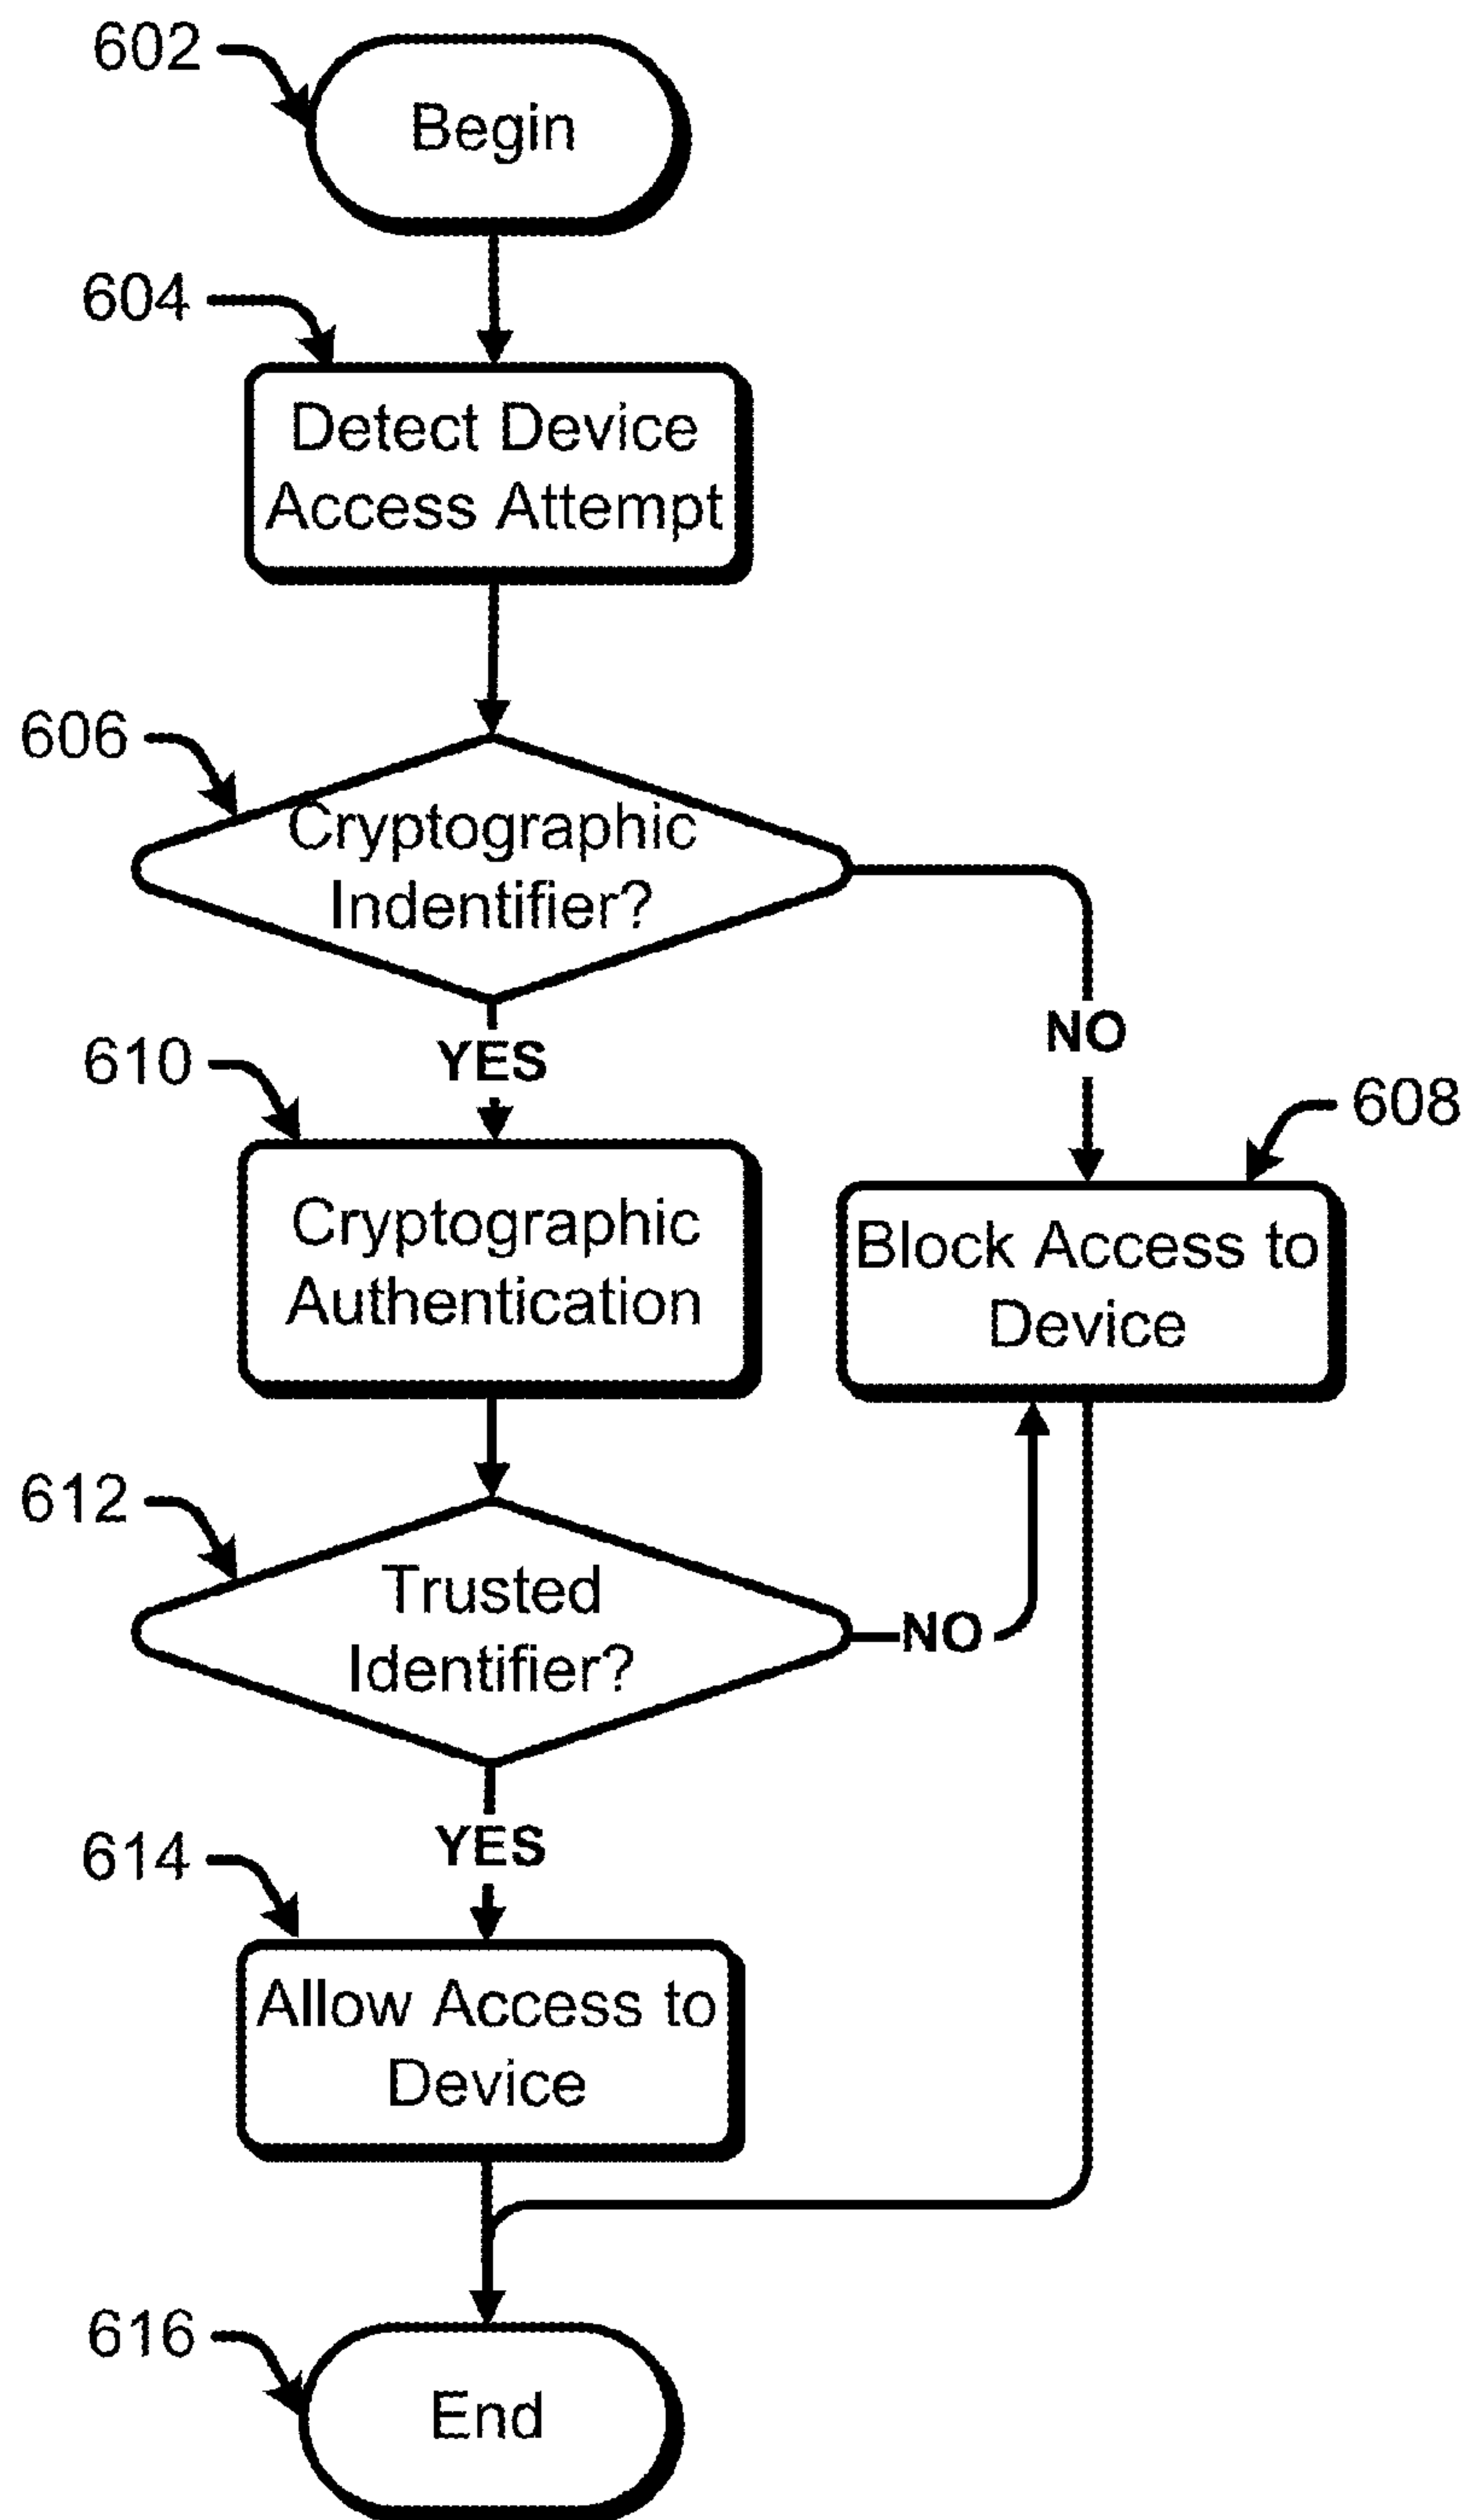 602
Begin
604
Detect Device
Access Attempt
606
Cryptographic
Indentifier?
YES
NO
610
608
Cryptographic
Authentication
Block Access to
Device
612
Trusted
Identifier?
NO
YES
614
Allow Access to
Device
616
End